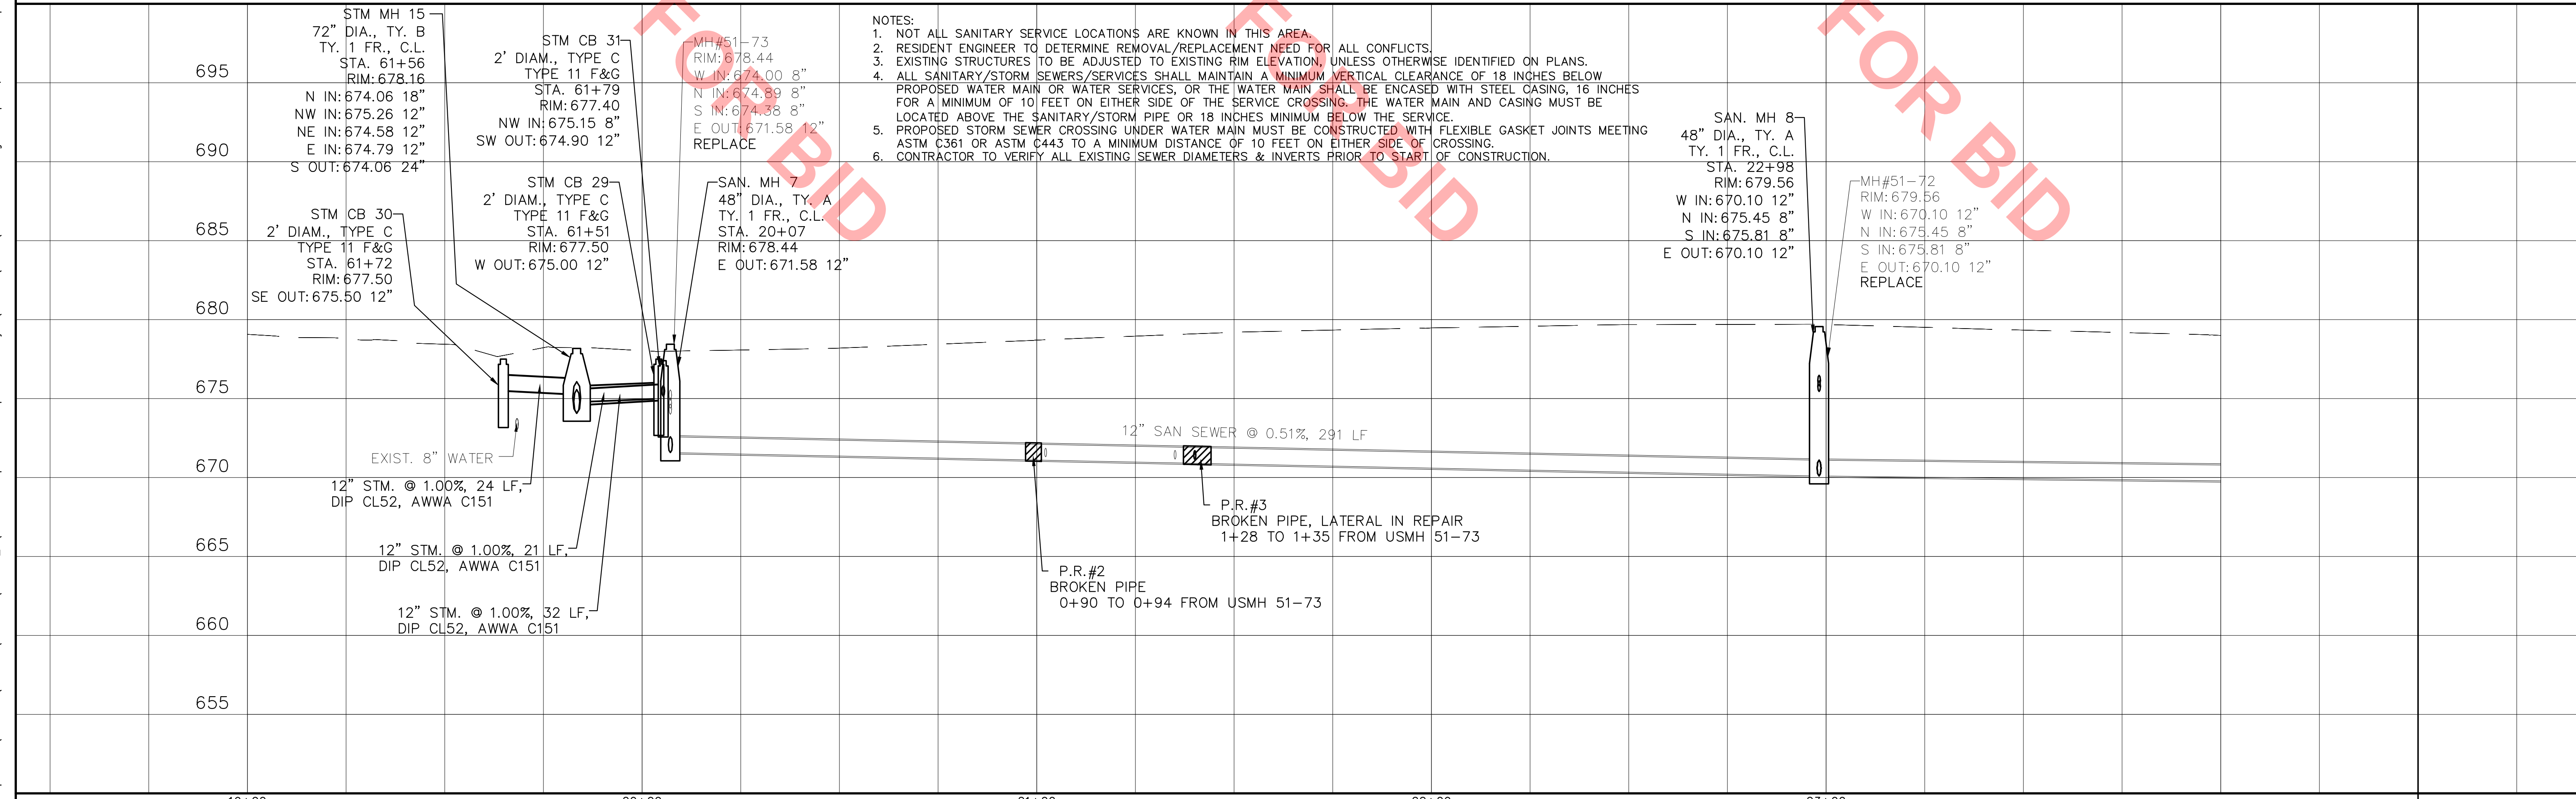 STM MH 15
72" DIA., TY. B
TY. 1 FR., C.L.
STA. 61+56
RIM:678.16
N IN:674.06 18"
NW IN:675.26 12"
NE IN:674.58 12"
E IN:674.79 12"
S OUT:674.06 24"
STM CB 31
2' DIAM., TYPE C
TYPE 11 F&G
STA. 61+79
RIM:677.40
NW IN:675.15 8"
SW OUT:674.90 12"
MH#51-73
RIM:678.44
W IN:674.00 8"
N IN:674.89 8"
S IN:674.38 8"
E OUT:671.58 12"
REPLACE
NOTES:
1. NOT ALL SANITARY SERVICE LOCATIONS ARE KNOWN IN THIS AREA.
2. RESIDENT ENGINEER TO DETERMINE REMOVAL/REPLACEMENT NEED FOR ALL CONFLICTS.
3. EXISTING STRUCTURES TO BE ADJUSTED TO EXISTING RIM ELEVATION, UNLESS OTHERWISE IDENTIFIED ON PLANS.
4. ALL SANITARY/STORM SEWERS/SERVICES SHALL MAINTAIN A MINIMUM VERTICAL CLEARANCE OF 18 INCHES BELOW
PROPOSED WATER MAIN OR WATER SERVICES, OR THE WATER MAIN SHALL BE ENCASED WITH STEEL CASING, 16 INCHES
FOR A MINIMUM OF 10 FEET ON EITHER SIDE OF THE SERVICE CROSSING. THE WATER MAIN AND CASING MUST BE
LOCATED ABOVE THE SANITARY/STORM PIPE OR 18 INCHES MINIMUM BELOW THE SERVICE.
5. PROPOSED STORM SEWER CROSSING UNDER WATER MAIN MUST BE CONSTRUCTED WITH FLEXIBLE GASKET JOINTS MEETING
ASTM C361 OR ASTM C443 TO A MINIMUM DISTANCE OF 10 FEET ON EITHER SIDE OF CROSSING.
6. CONTRACTOR TO VERIFY ALL EXISTING SEWER DIAMETERS & INVERTS PRIOR TO START OF CONSTRUCTION.
FOR BID
FOR BID
FOR BID
SAN. MH 8
48" DIA., TY. A
TY. 1 FR., C.L.
STA. 22+98
RIM:679.56
W IN:670.10 12"
N IN:675.45 8"
S IN:675.81 8"
E OUT:670.10 12"
MH#51-72
RIM:679.56
W IN:670.10 12"
N IN:675.45 8"
S IN:675.81 8"
E OUT:670.10 12"
REPLACE
STM CB 30
2' DIAM., TYPE C
TYPE 11 F&G
STA. 61+72
RIM:677.50
SE OUT:675.50 12"
STM CB 29
2' DIAM., TYPE C
TYPE 11 F&G
STA. 61+51
RIM:677.50
W OUT:675.00 12"
SAN. MH 7
48" DIA., TY. A
TY. 1 FR., C.L.
STA. 20+07
RIM:678.44
E OUT:671.58 12"
695
690
685
680
675
670
665
660
655
EXIST. 8" WATER
12" STM. @ 1.00%, 24 LF,
DIP CL52, AWWA C151
12" STM. @ 1.00%, 21 LF,
DIP CL52, AWWA C151
12" STM. @ 1.00%, 32 LF,
DIP CL52, AWWA C151
12" SAN SEWER @ 0.51%, 291 LF
P.R.#3
BROKEN PIPE, LATERAL IN REPAIR
1+28 TO 1+35 FROM USMH 51-73
P.R.#2
BROKEN PIPE
0+90 TO 0+94 FROM USMH 51-73